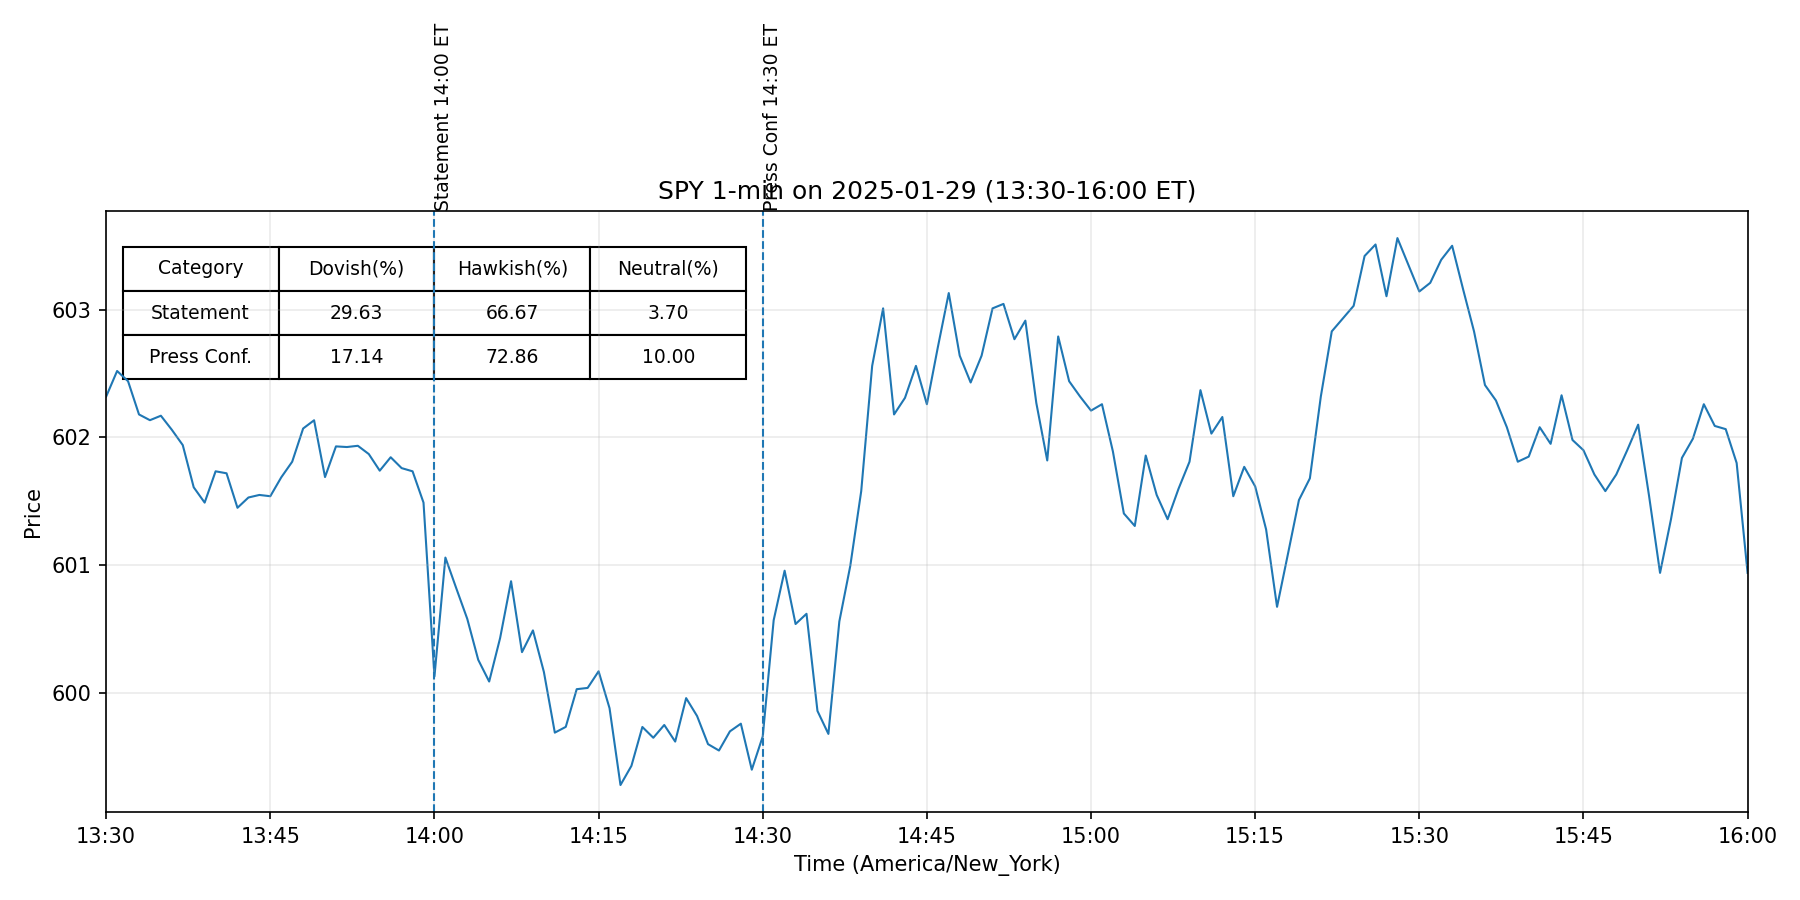 Statement 14:00 ET
Press Conf 14:30 ET
SPY 1-min on 2025-01-29 (13:30-16:00 ET)
Category Dovish(%) Hawkish(%) Neutral(%)
Statement 29.63 66.67 3.70
Press Conf. 17.14 72.86 10.00
603
602
601
600
Price
13:30 13:45 14:00 14:15 14:30 14:45 15:00 15:15 15:30 15:45 16:00
Time (America/New_York)